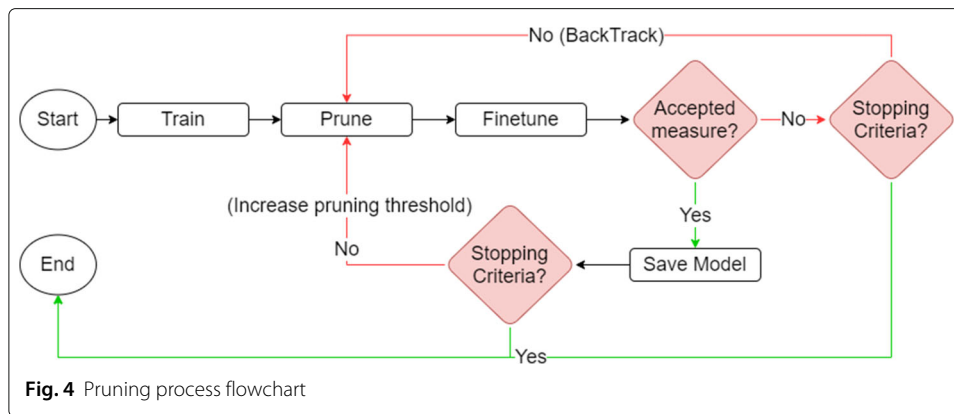 No (BackTrack)
Start
Train
Prune
Finetune
Accepted
measure?
No
Stopping
Criteria?
(Increase pruning threshold)
Yes
End
No
Stopping
Criteria?
Save Model
Yes
Fig. 4 Pruning process flowchart